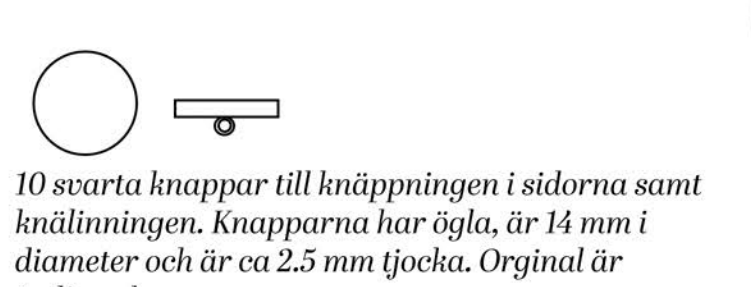 10 svarta knappar till knäppningen i sidorna samt
knälinningen. Knapparna har ögla, är 14 mm i
diameter och är ca 2.5 mm tjocka. Orginal är